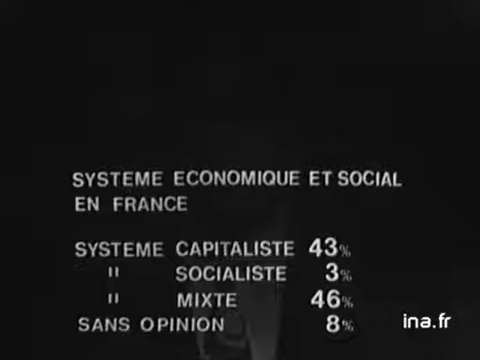 SYSTEME ECONOMIQUE ET SOCIAL
EN FRANCE
SYSTEME CAPITALISTE 43%
" SOCIALISTE 3%
" MIXTE 46%
SANS OPINION 8%
ina.fr